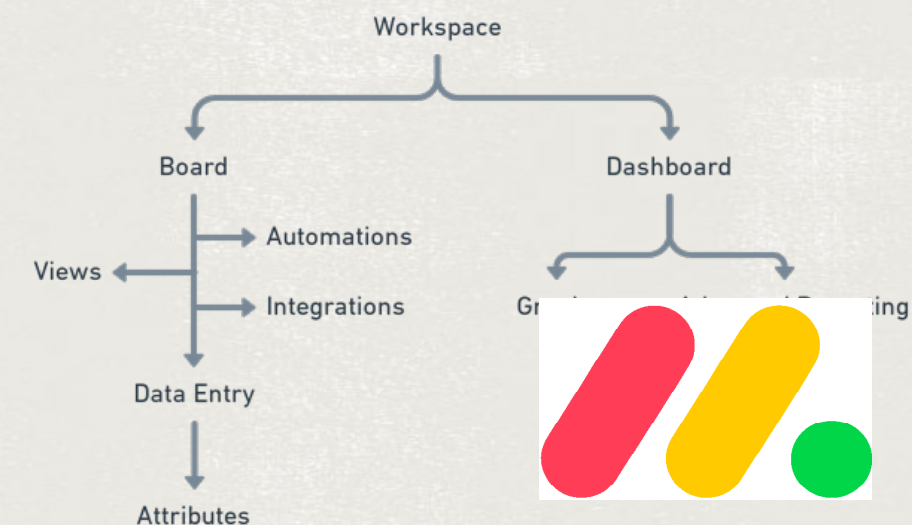 Workspace
Board
Dashboard
Automations
Views
Integrations
Data Entry
Attributes